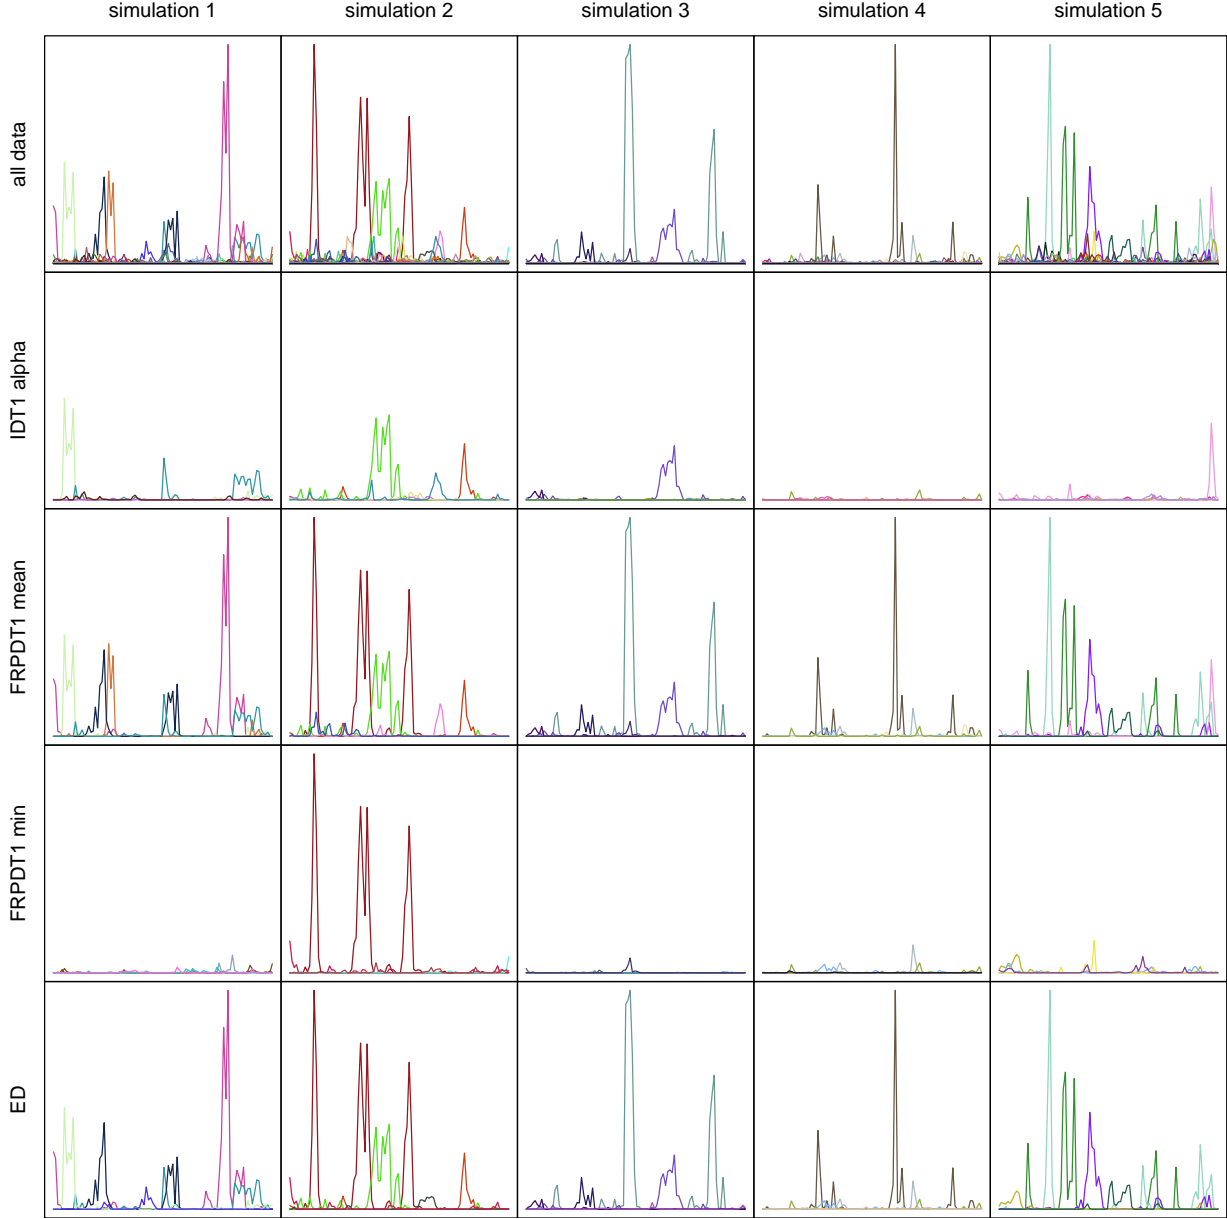 simulation 1
simulation 2
simulation 3
simulation 4
simulation 5
all data
IDT1 alpha
FRPDT1 mean
FRPDT1 min
ED